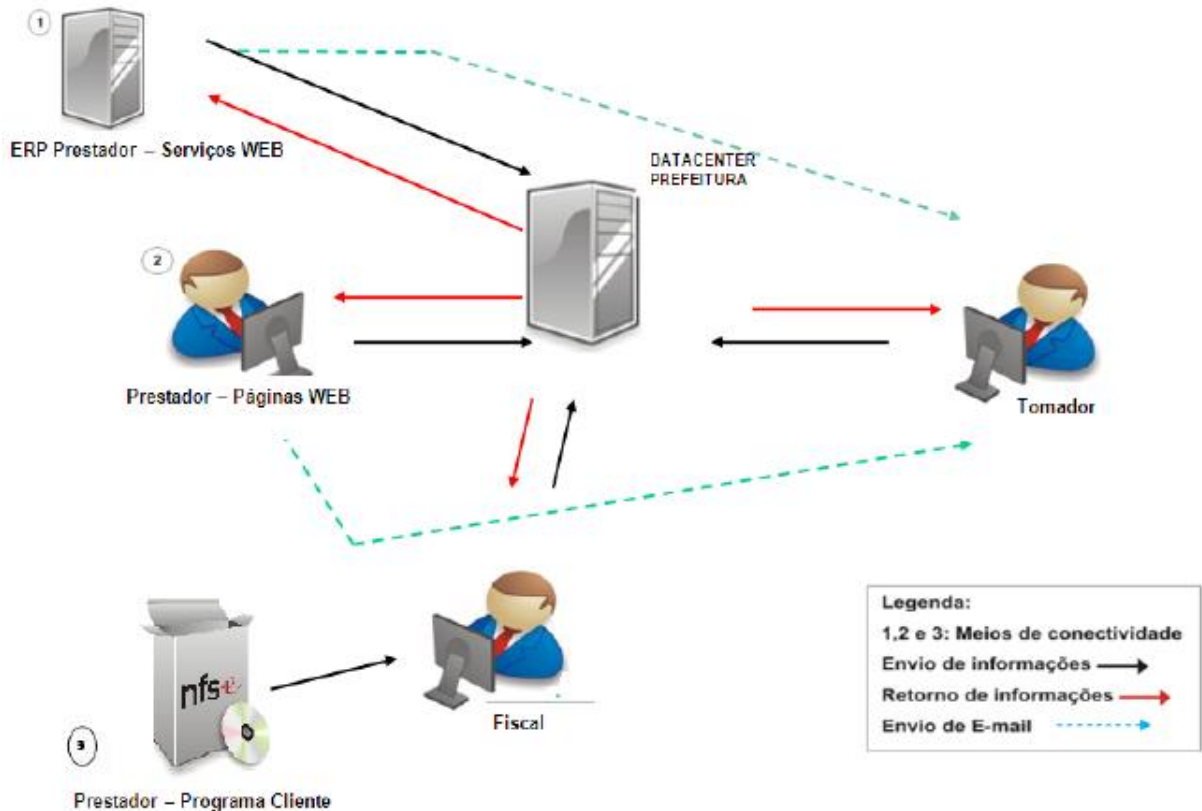 1
ERP Prestador – Serviços WEB
DATACENTER
PREFEITURA
2
Prestador – Páginas WEB
Tomador
nfs-e
3
Prestador – Programa Cliente
Fiscal
Legenda:
1,2 e 3: Meios de conectividade
Envio de informações
Retorno de informações
Envio de E-mail